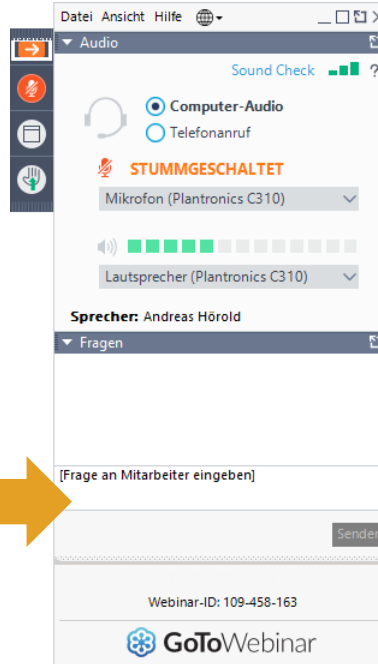 Datei Ansicht Hilfe
Audio
Sound Check ?
Computer-Audio
Telefonanruf
STUMMGESCHALTET
Mikrofon (Plantronics C310)
Lautsprecher (Plantronics C310)
Sprecher: Andreas Hörold
Fragen
[Frage an Mitarbeiter eingeben]
Senden
Webinar-ID: 109-458-163
GoToWebinar